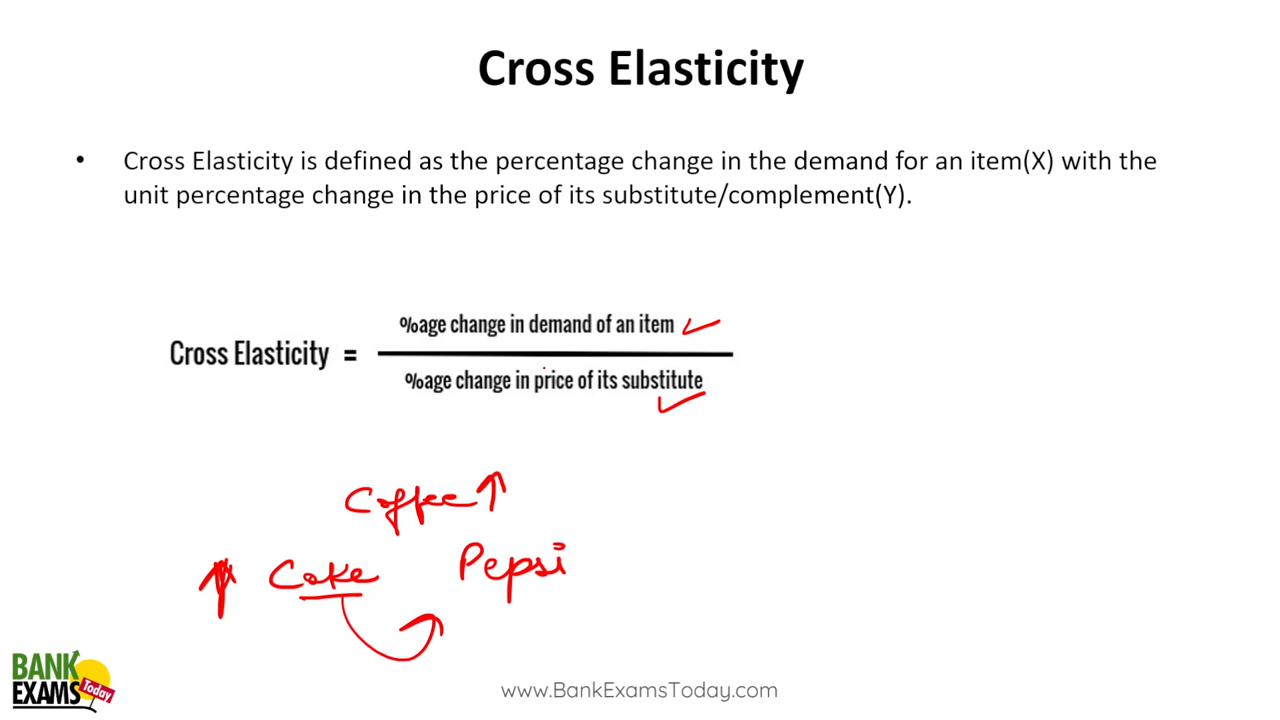 Cross Elasticity
• Cross Elasticity is defined as the percentage change in the demand for an item(X) with the
unit percentage change in the price of its substitute/complement(Y).
%age change in demand of an item
Cross Elasticity =
%age change in price of its substitute
Coffee ↑
Coke Pepsi
BANK
EXAMS Today
www.BankExamsToday.com